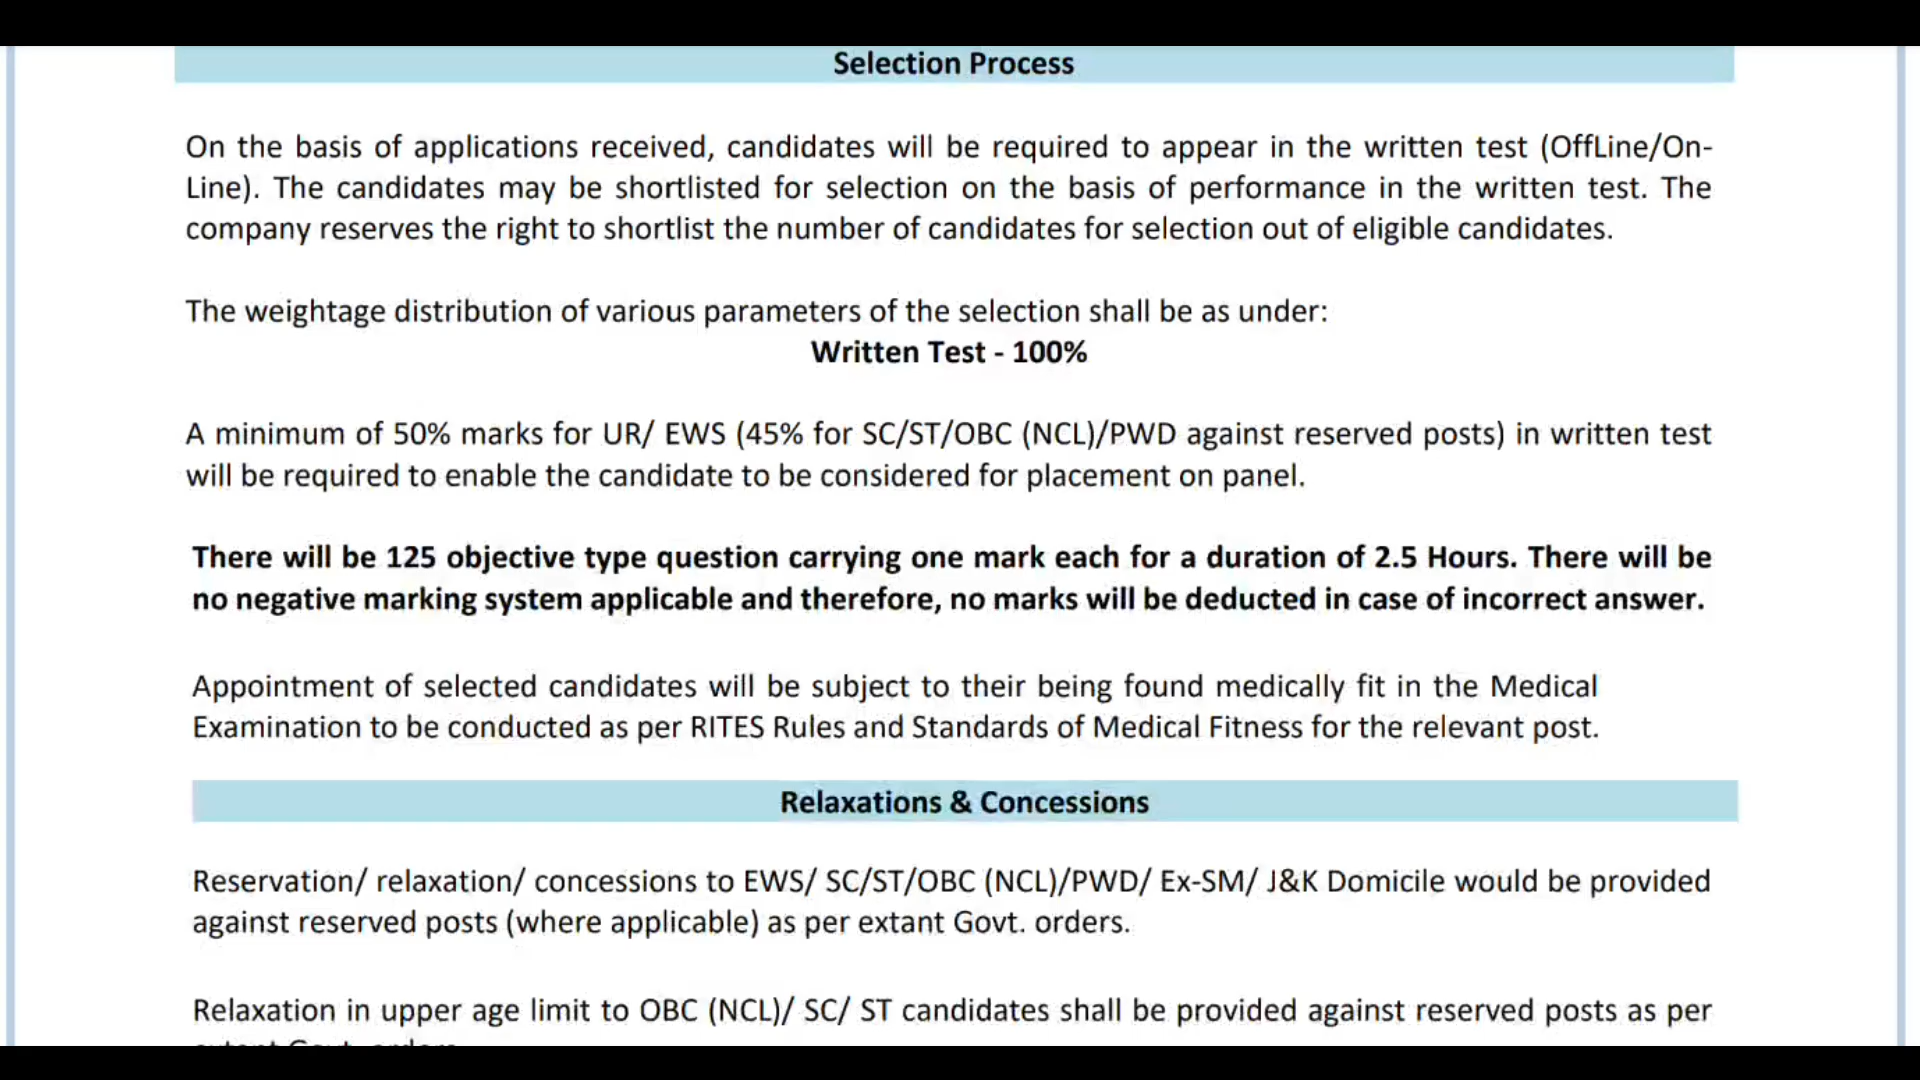 Selection Process
On the basis of applications received, candidates will be required to appear in the written test (OffLine/On-
Line). The candidates may be shortlisted for selection on the basis of performance in the written test. The
company reserves the right to shortlist the number of candidates for selection out of eligible candidates.
The weightage distribution of various parameters of the selection shall be as under:
Written Test - 100%
A minimum of 50% marks for UR/ EWS (45% for SC/ST/OBC (NCL)/PWD against reserved posts) in written test
will be required to enable the candidate to be considered for placement on panel.
There will be 125 objective type question carrying one mark each for a duration of 2.5 Hours. There will be
no negative marking system applicable and therefore, no marks will be deducted in case of incorrect answer.
Appointment of selected candidates will be subject to their being found medically fit in the Medical
Examination to be conducted as per RITES Rules and Standards of Medical Fitness for the relevant post.
Relaxations & Concessions
Reservation/ relaxation/ concessions to EWS/ SC/ST/OBC (NCL)/PWD/ Ex-SM/ J&K Domicile would be provided
against reserved posts (where applicable) as per extant Govt. orders.
Relaxation in upper age limit to OBC (NCL)/ SC/ ST candidates shall be provided against reserved posts as per